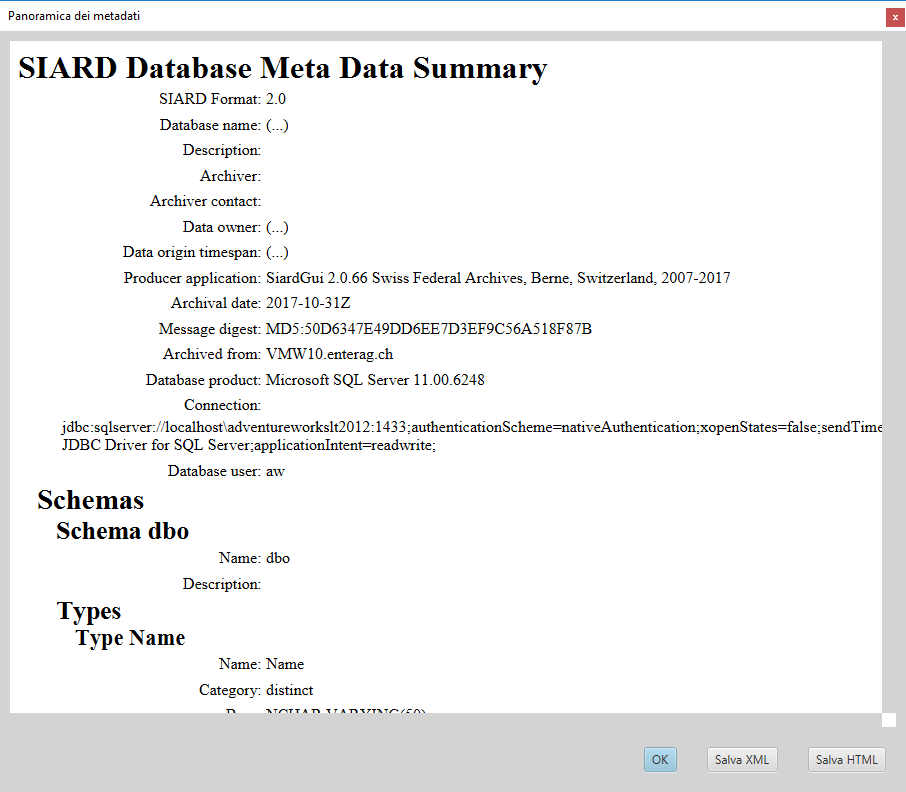 Panoramica dei metadati
x
SIARD Database Meta Data Summary
SIARD Format: 2.0
Database name: (...)
Description:
Archiver:
Archiver contact:
Data owner: (...)
Data origin timespan: (...)
Producer application: SiardGui 2.0.66 Swiss Federal Archives, Berne, Switzerland, 2007-2017
Archival date: 2017-10-31Z
Message digest: MD5:50D6347E49DD6EE7D3EF9C56A518F87B
Archived from: VMW10.enterag.ch
Database product: Microsoft SQL Server 11.00.6248
Connection:
jdbc:sqlserver://localhost\adventureworkslt2012:1433;authenticationScheme=nativeAuthentication;xopenStates=false;sendTime
JDBC Driver for SQL Server;applicationIntent=readwrite;
Database user: aw
Schemas
Schema dbo
Name: dbo
Description:
Types
Type Name
Name: Name
Category: distinct
NCHAR VARYING(50)
OK
Salva XML
Salva HTML